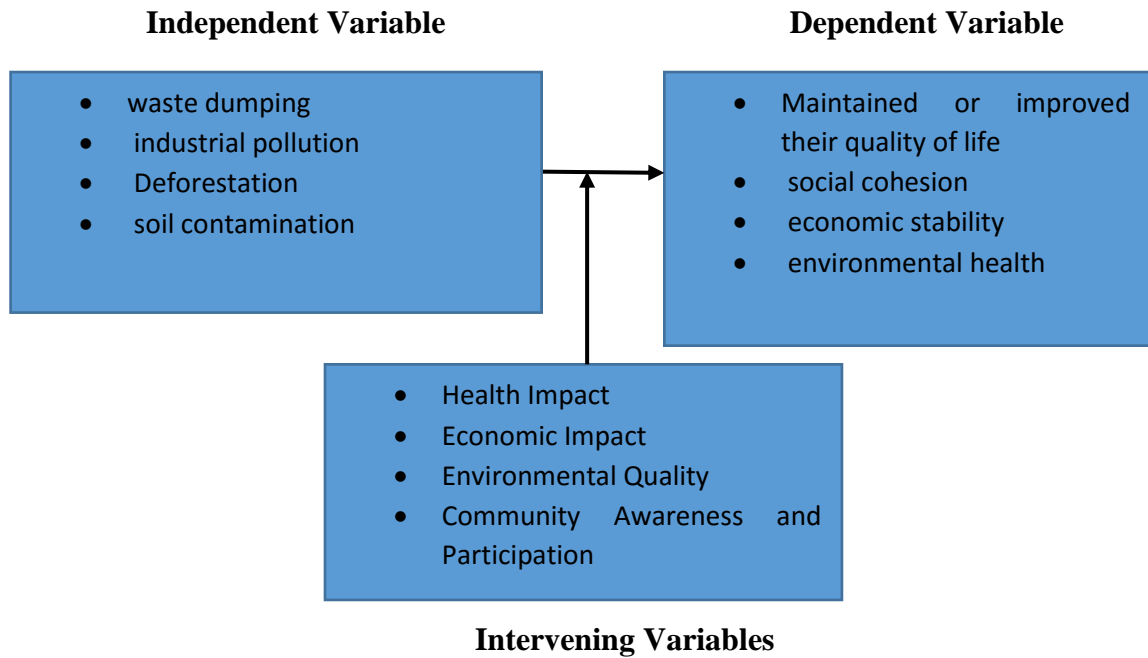 Independent Variable
Dependent Variable
• waste dumping
• industrial pollution
• Deforestation
• soil contamination
• Maintained or improved
their quality of life
• social cohesion
• economic stability
• environmental health
• Health Impact
• Economic Impact
• Environmental Quality
• Community Awareness and
Participation
Intervening Variables